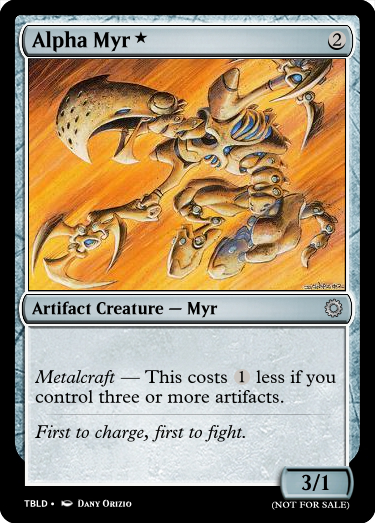 Alpha Myr ★ 2
Artifact Creature — Myr
Metalcraft — This costs 1 less if you
control three or more artifacts.
First to charge, first to fight.
3/1
TBLD • Dany Orizio (NOT FOR SALE)